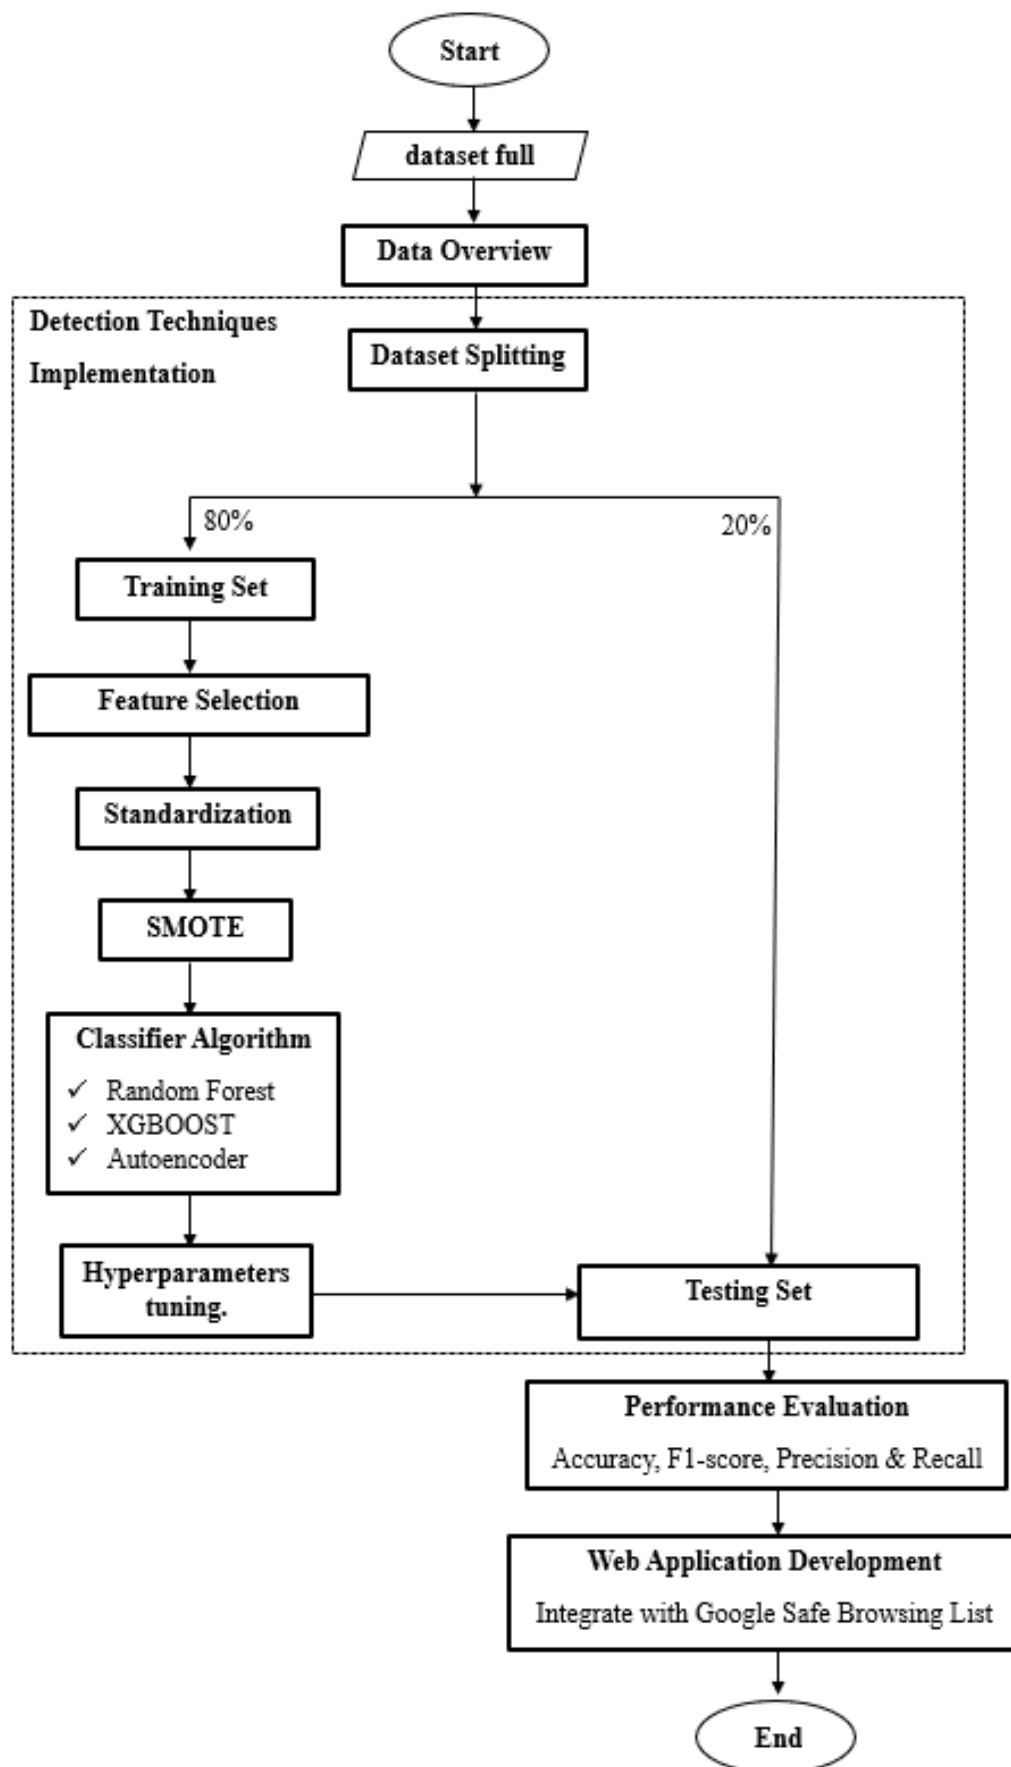 Start
dataset full
Data Overview
Detection Techniques
Implementation
Dataset Splitting
80%
20%
Training Set
Feature Selection
Standardization
SMOTE
Classifier Algorithm
✓ Random Forest
✓ XGBOOST
✓ Autoencoder
Hyperparameters
tuning.
Testing Set
Performance Evaluation
Accuracy, F1-score, Precision & Recall
Web Application Development
Integrate with Google Safe Browsing List
End